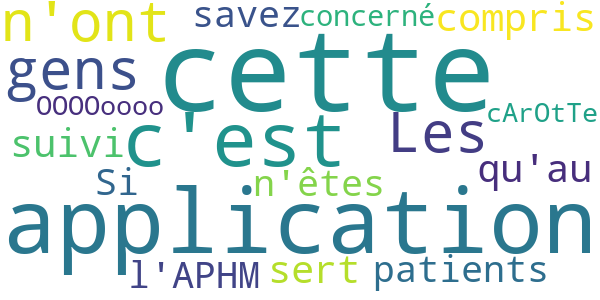 n'ont savez concerné compris
gens cette
OOOOoooo cArOtTe
suivi c'est Les
qu'au
Si n'êtes
application
l'APHM sert patients